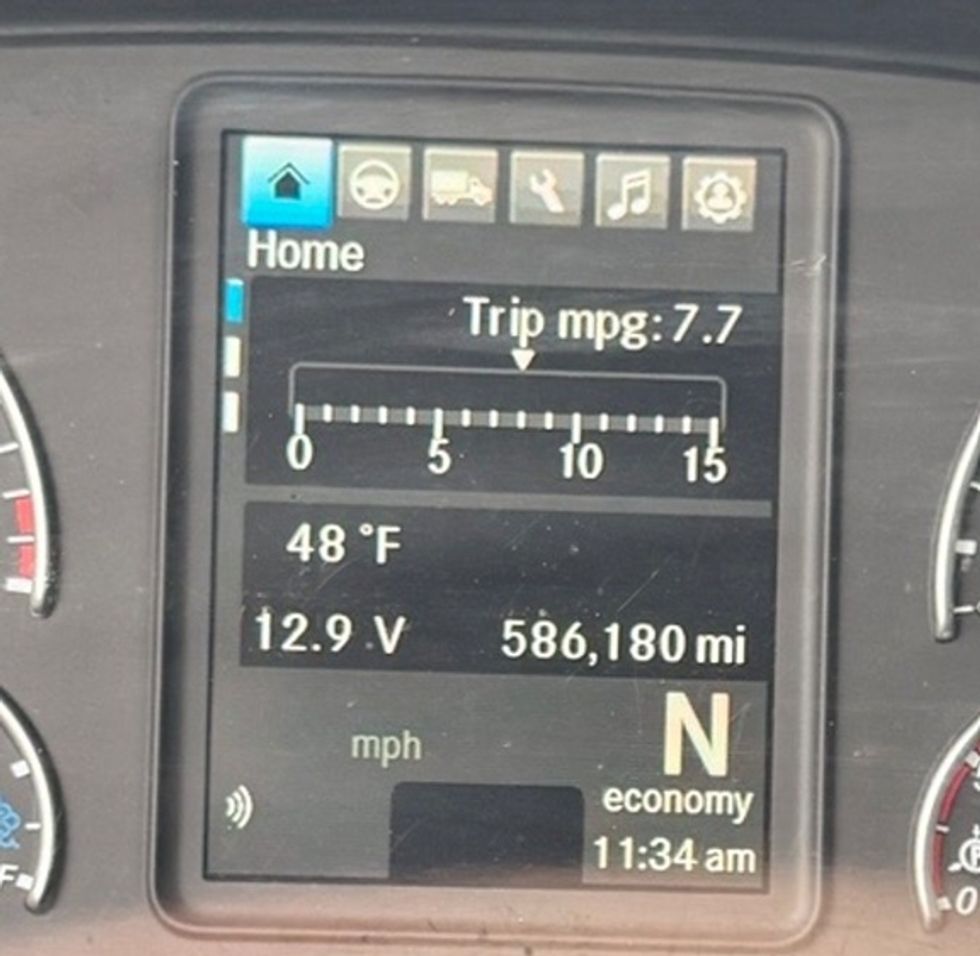 Home
Trip mpg: 7.7
0 5 10 15
48 °F
12.9 V 586,180 mi
N
mph
economy
11:34 am
F
0